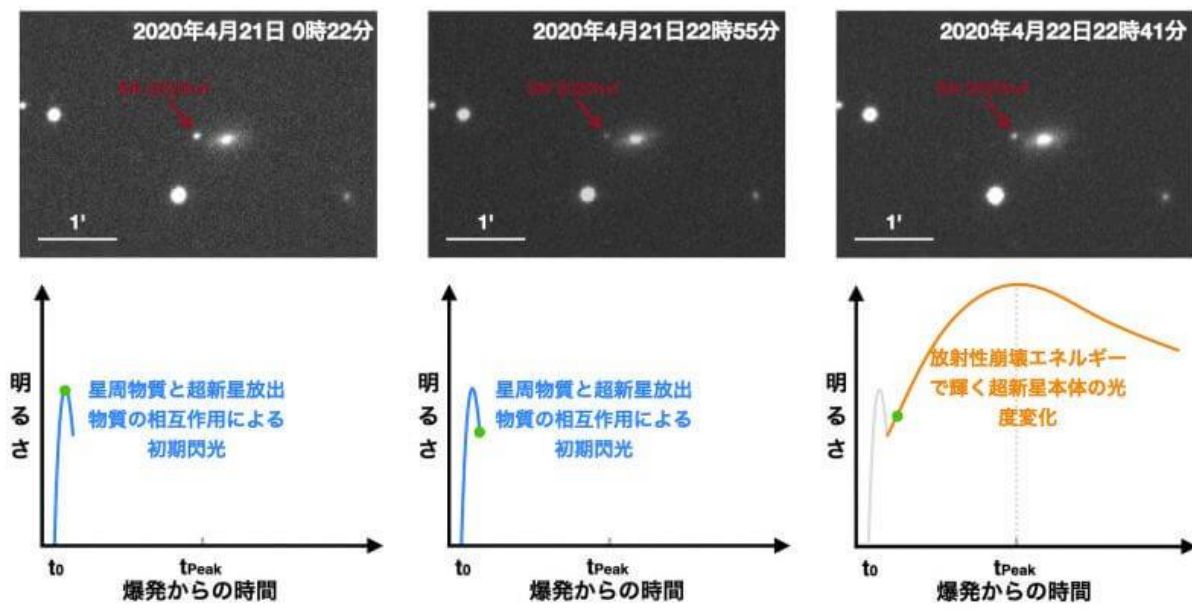 2020年4月21日 0時22分
1'
2020年4月21日22時55分
1'
2020年4月22日22時41分
1'
明るさ
星周物質と超新星放出
物質の相互作用による
初期閃光
t0
tPeak
爆発からの時間
明るさ
星周物質と超新星放出
物質の相互作用による
初期閃光
t0
tPeak
爆発からの時間
明るさ
放射性崩壊エネルギー
で輝く超新星本体の光
度変化
t0
tPeak
爆発からの時間